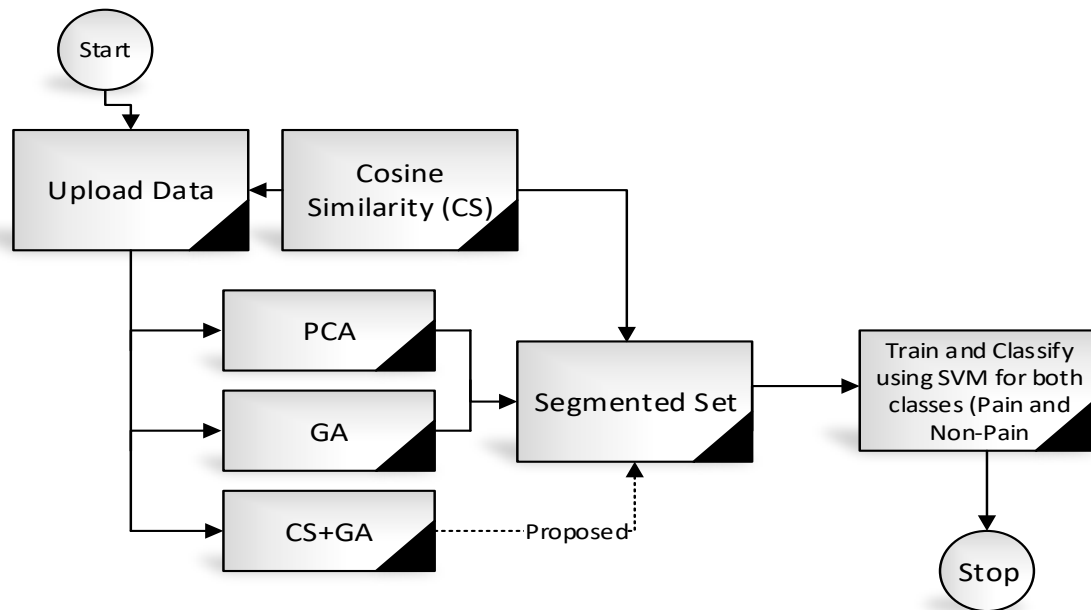 Start
Upload Data
Cosine
Similarity (CS)
PCA
GA
CS+GA
Proposed
Segmented Set
Train and Classify
using SVM for both
classes (Pain and
Non-Pain
Stop